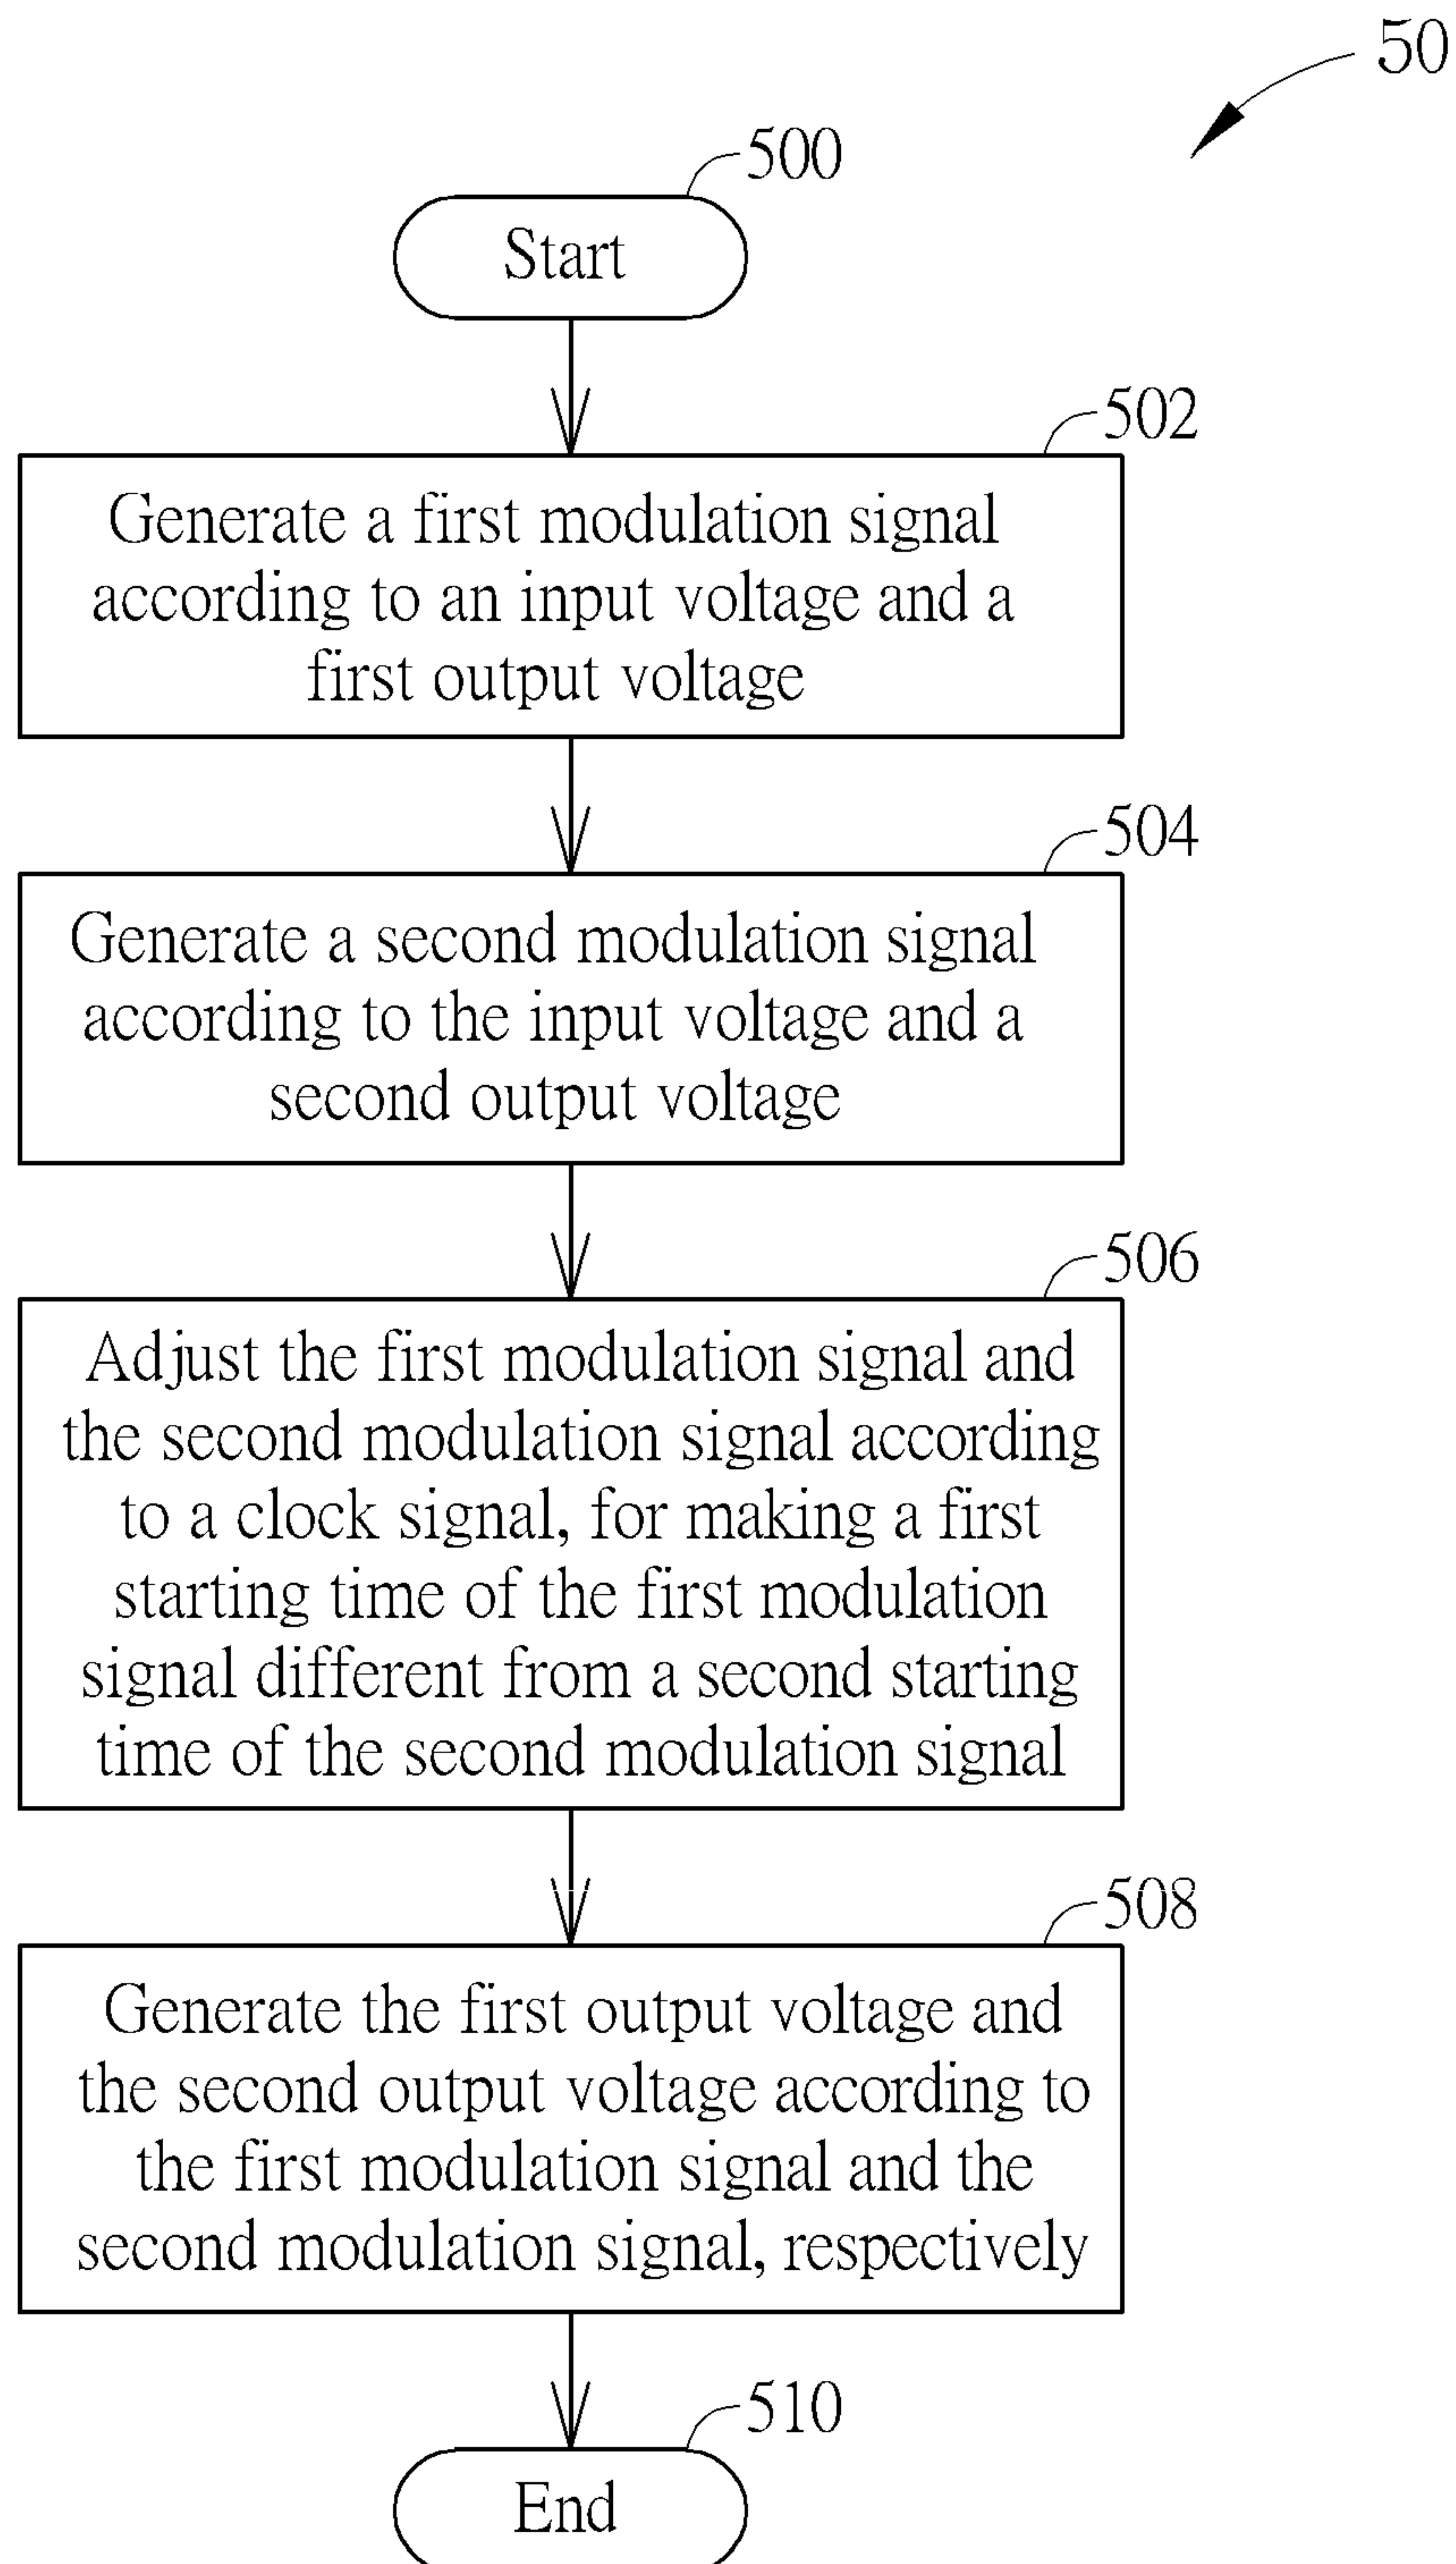 50
500
Start
502
Generate a first modulation signal
according to an input voltage and a
first output voltage
504
Generate a second modulation signal
according to the input voltage and a
second output voltage
506
Adjust the first modulation signal and
the second modulation signal according
to a clock signal, for making a first
starting time of the first modulation
signal different from a second starting
time of the second modulation signal
508
Generate the first output voltage and
the second output voltage according to
the first modulation signal and the
second modulation signal, respectively
510
End